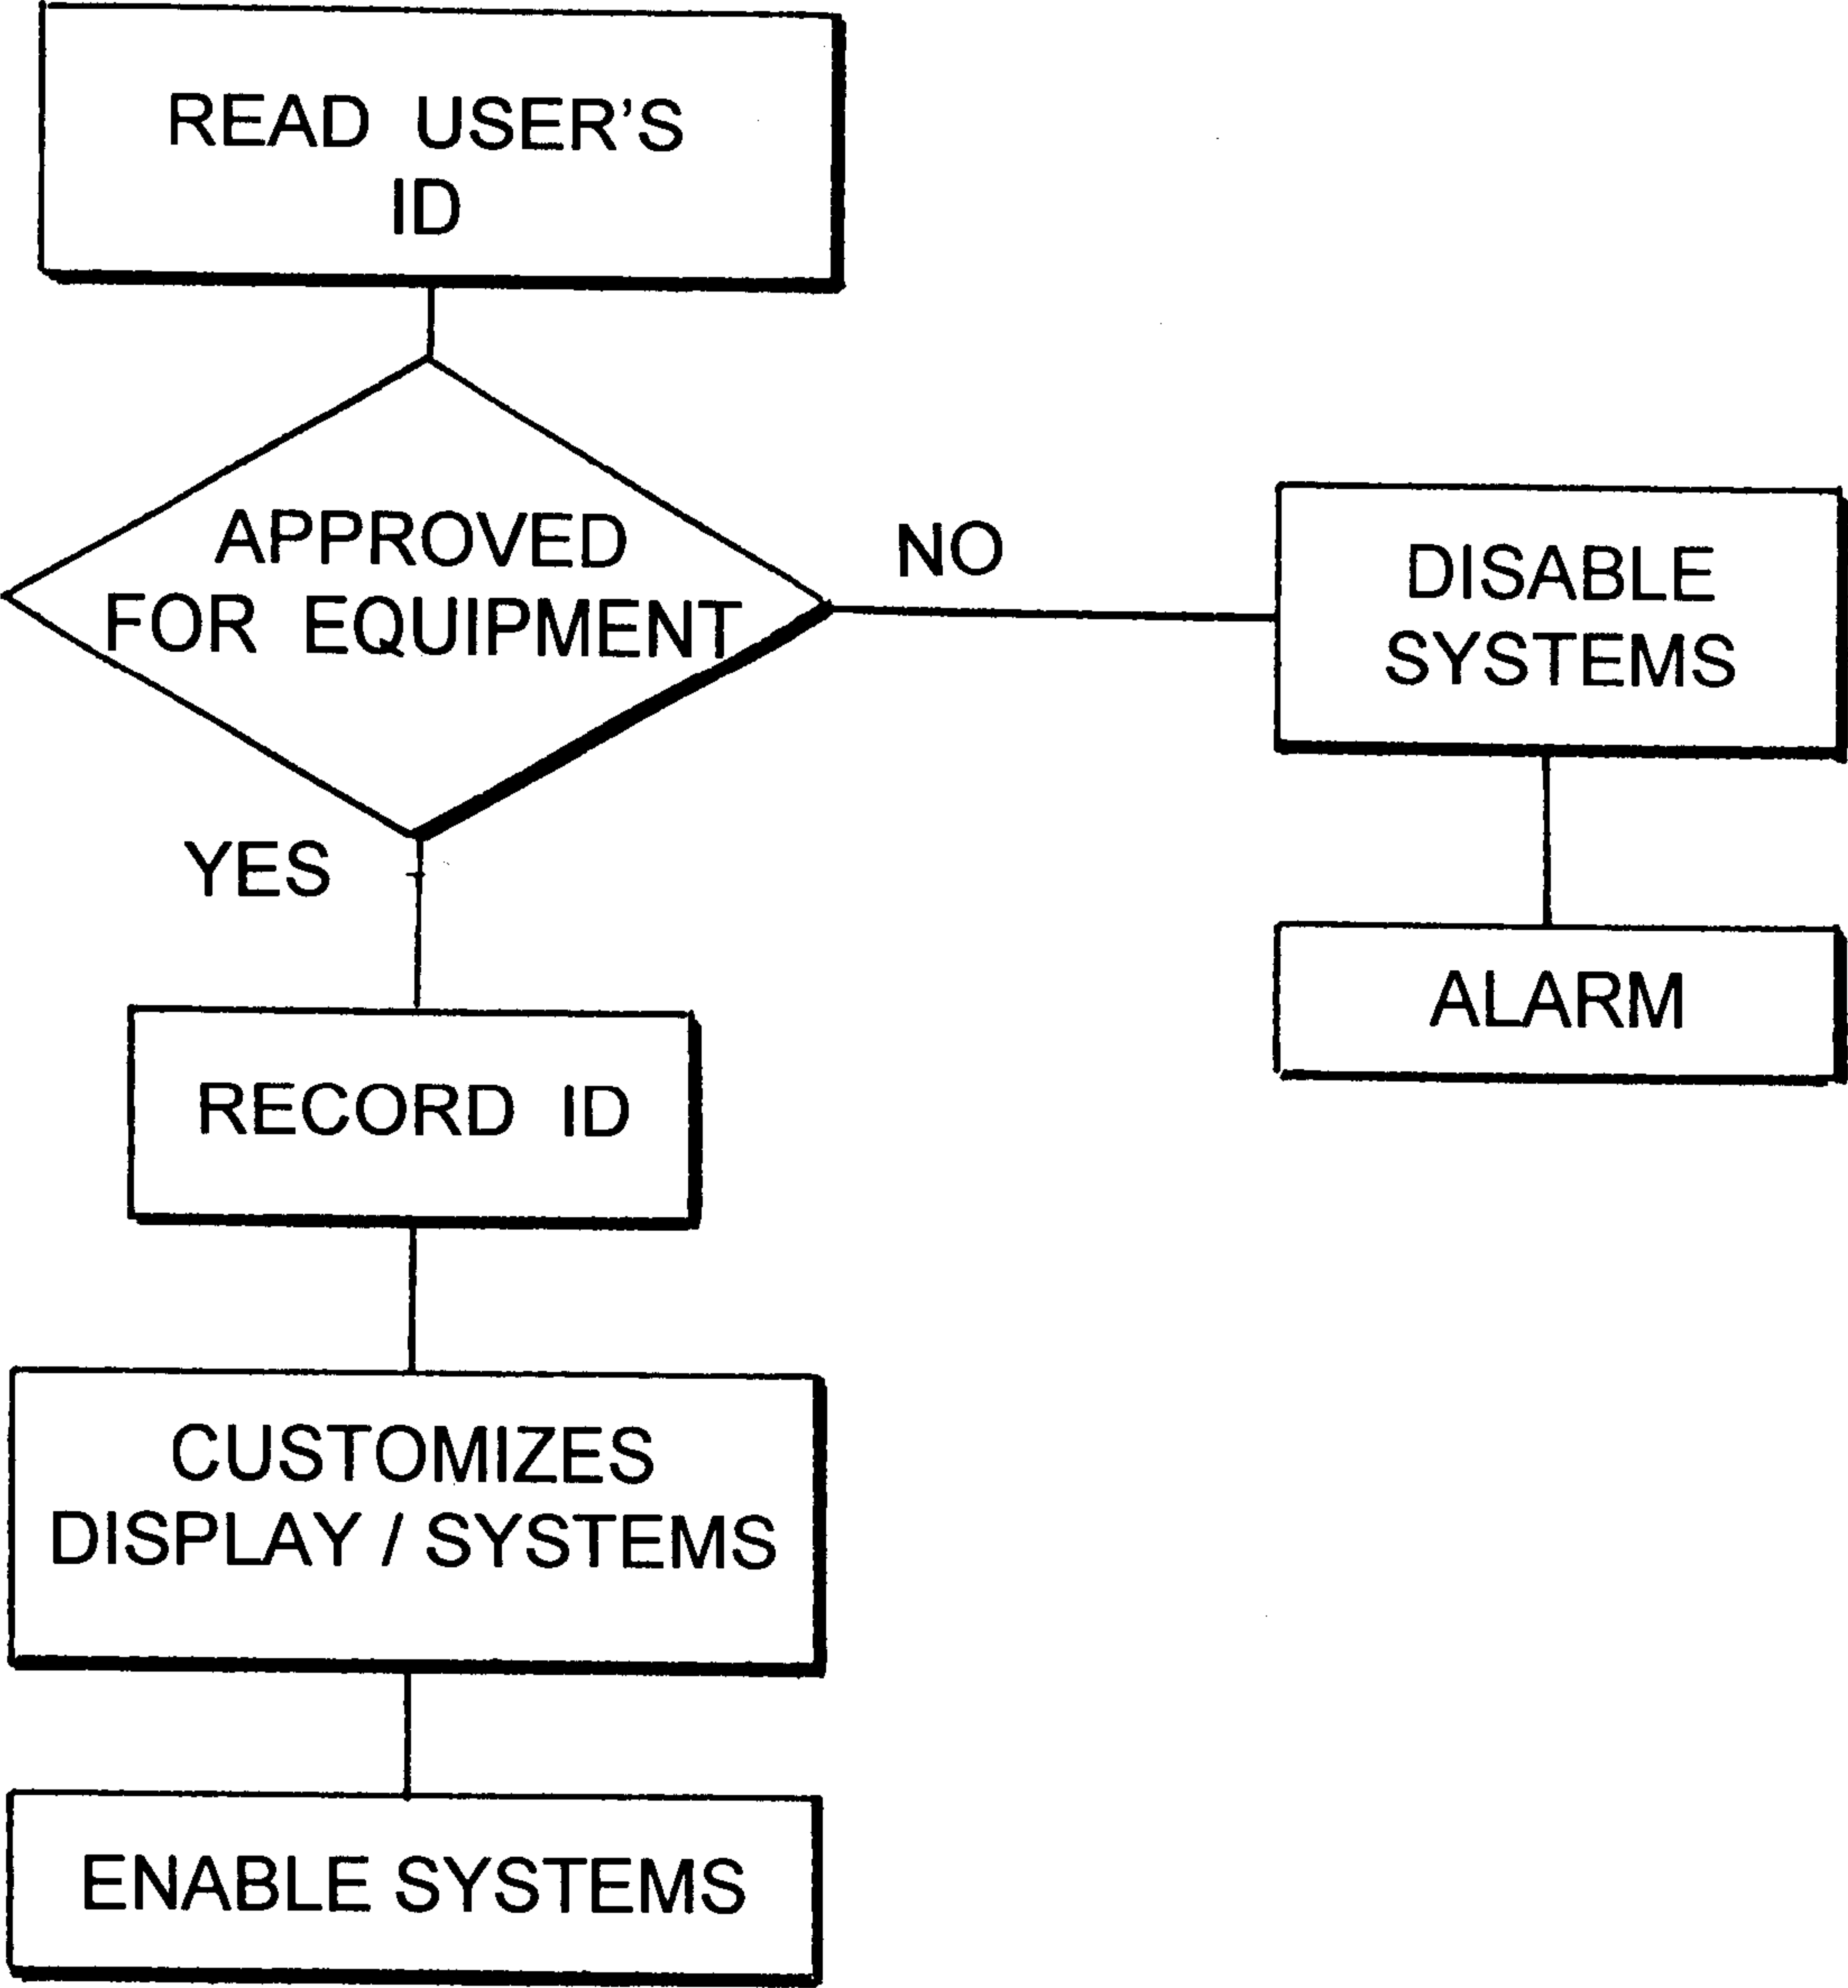 READ USER'S
ID
APPROVED
FOR EQUIPMENT
NO
DISABLE
SYSTEMS
YES
ALARM
RECORD ID
CUSTOMIZES
DISPLAY / SYSTEMS
ENABLE SYSTEMS